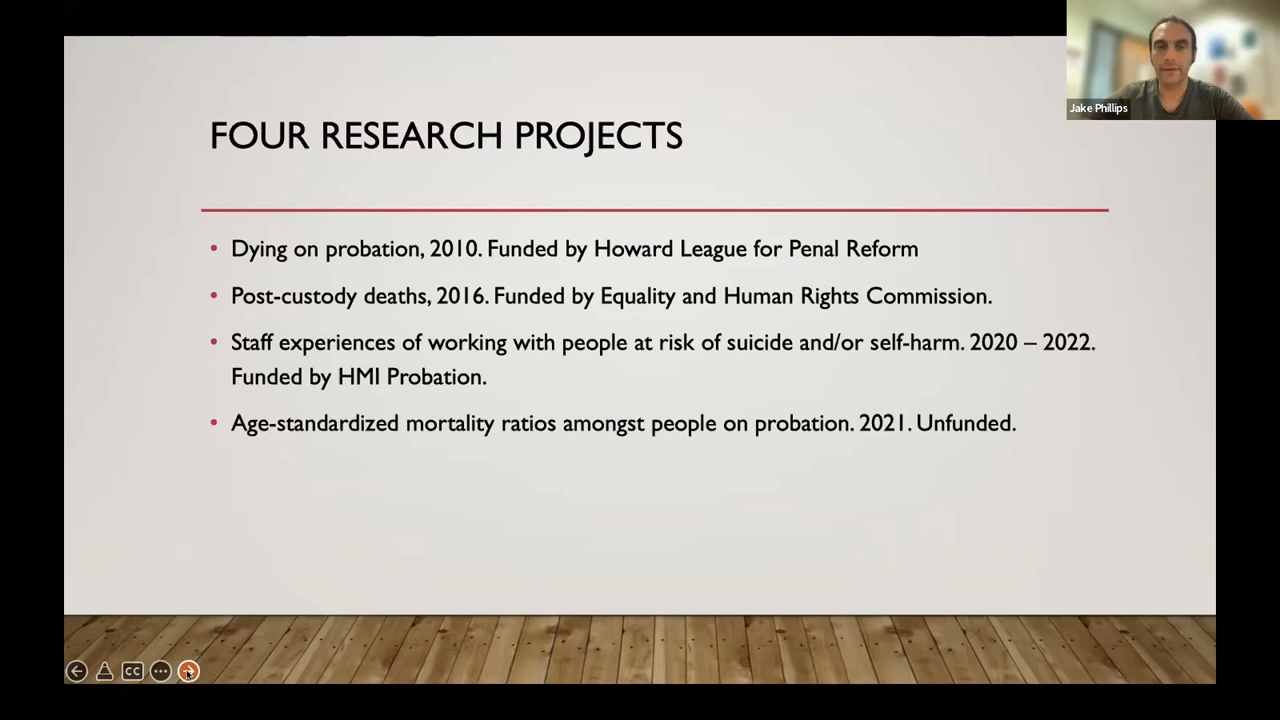 Jake Phillips
FOUR RESEARCH PROJECTS
• Dying on probation, 2010. Funded by Howard League for Penal Reform
• Post-custody deaths, 2016. Funded by Equality and Human Rights Commission.
• Staff experiences of working with people at risk of suicide and/or self-harm. 2020 – 2022.
Funded by HMI Probation.
• Age-standardized mortality ratios amongst people on probation. 2021. Unfunded.
CC